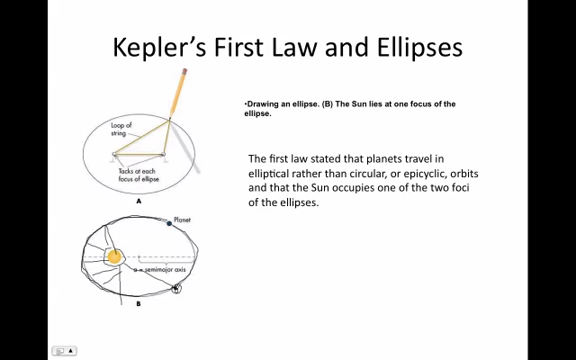 Kepler's First Law and Ellipses
•Drawing an ellipse. (B) The Sun lies at one focus of the
ellipse.
Loop of
string
Tacks at each
focus of ellipse
A
The first law stated that planets travel in
elliptical rather than circular, or epicyclic, orbits
and that the Sun occupies one of the two foci
of the ellipses.
Planet
a = semimajor axis
B